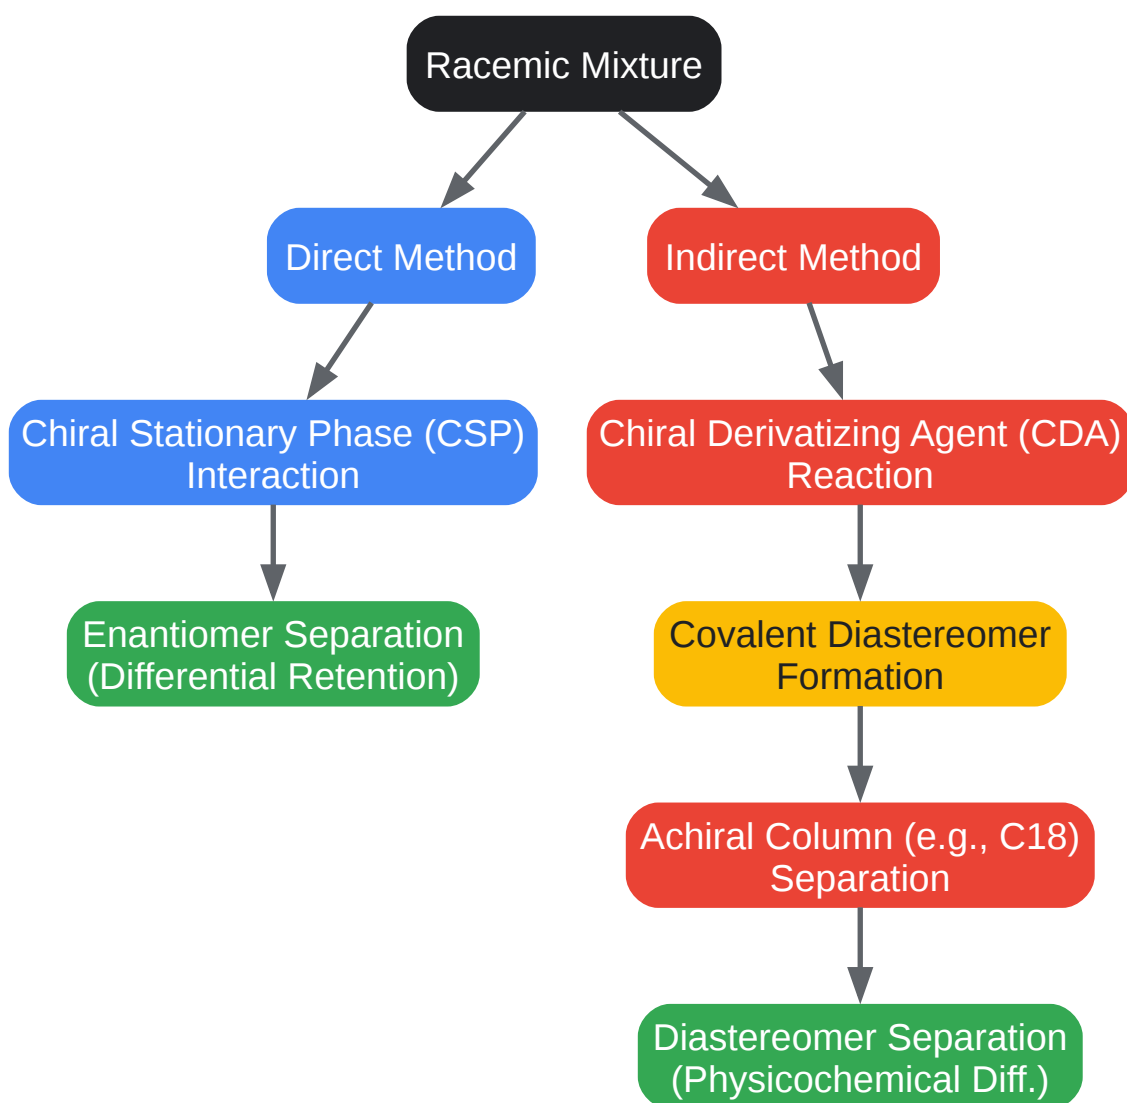 Racemic Mixture
Direct Method
Indirect Method
Chiral Stationary Phase (CSP)
Interaction
Chiral Derivatizing Agent (CDA)
Reaction
Enantiomer Separation
(Differential Retention)
Covalent Diastereomer
Formation
Achiral Column (e.g., C18)
Separation
Diastereomer Separation
(Physicochemical Diff.)